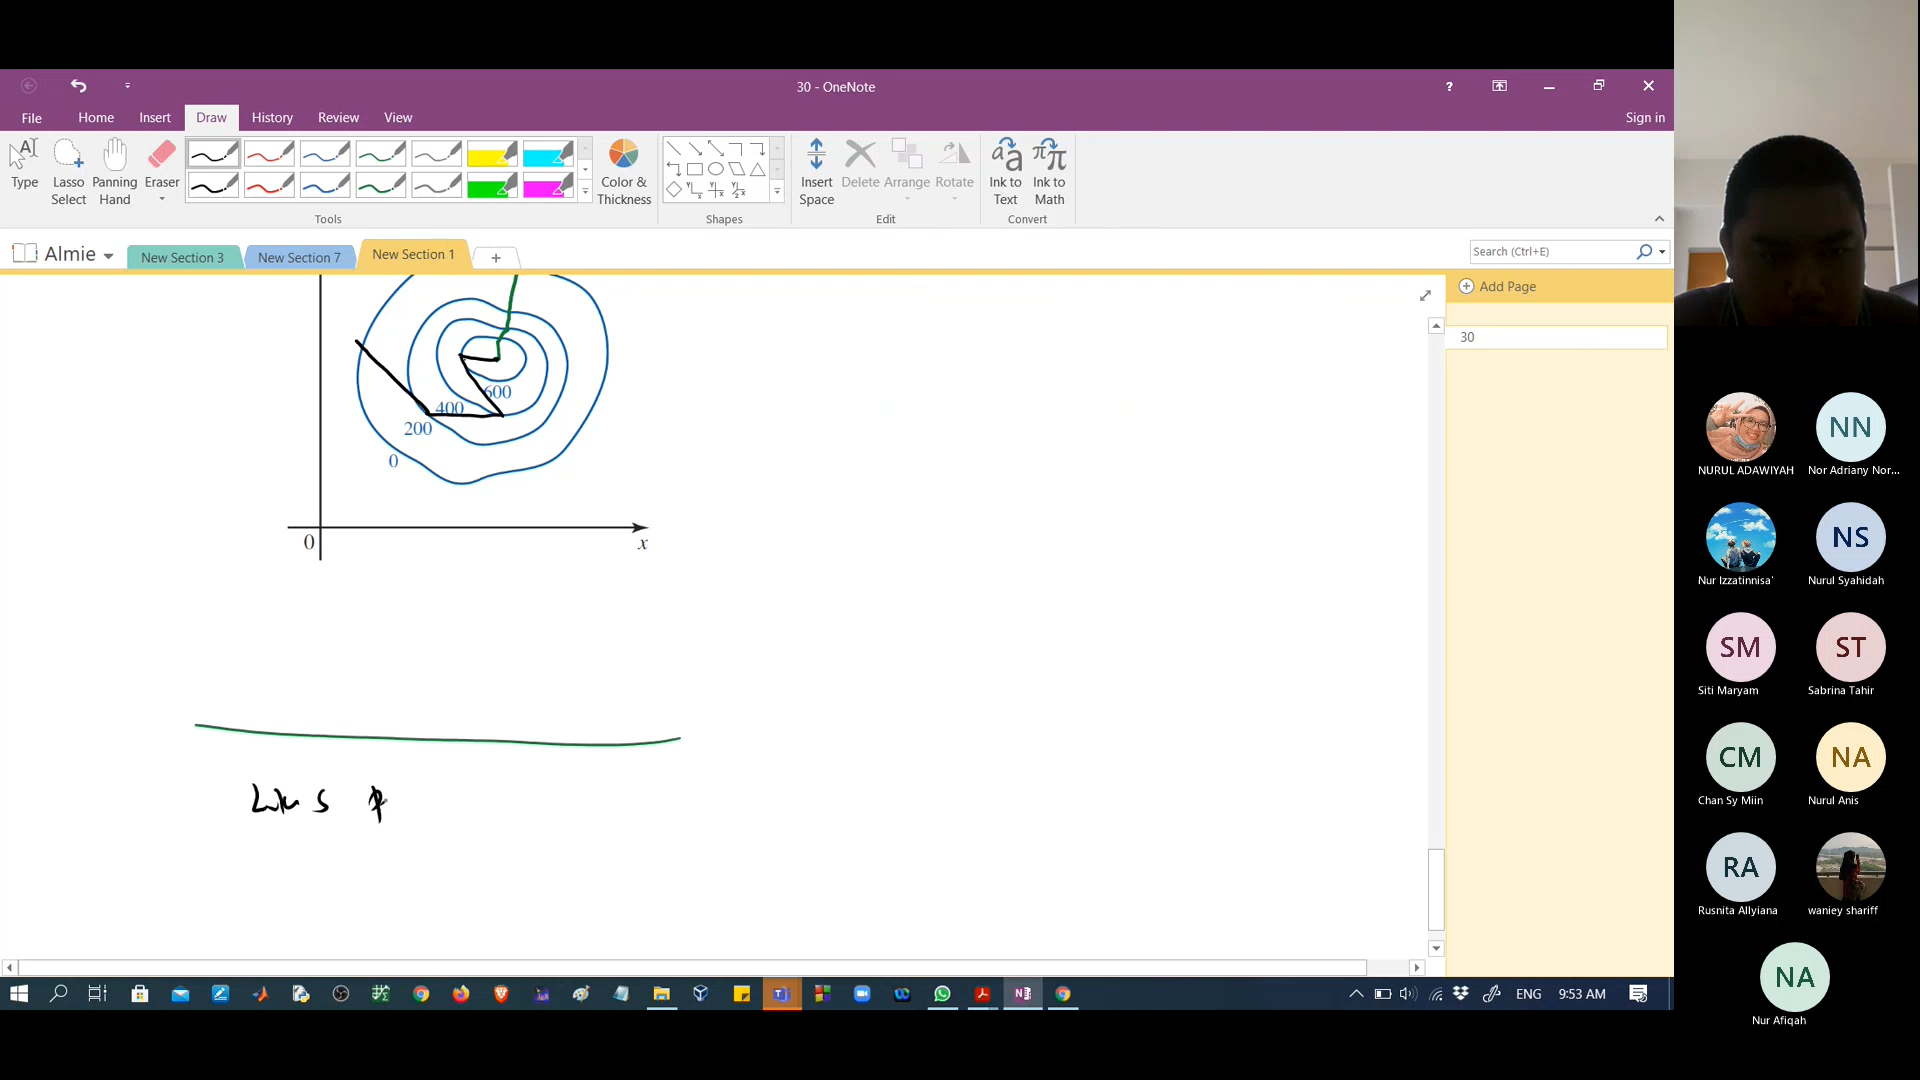 30 - OneNote
?
File Home Insert Draw History Review View Sign in
Type
Lasso Select
Panning Hand
Eraser
Color & Thickness
Insert Space
Delete
Arrange
Rotate
Ink to Text
Ink to Math
Tools
Shapes
Edit
Convert
Almie
New Section 3
New Section 7
New Section 1
+
Search (Ctrl+E)
Add Page
30
600
400
200
0
0
x
NURUL ADAWIYAH
NN
Nor Adriany Nor...
Nur Izzatinnisa'
NS
Nurul Syahidah
SM
Siti Maryam
ST
Sabrina Tahir
CM
Chan Sy Miin
NA
Nurul Anis
RA
Rusnita Allyiana
waniey shariff
NA
Nur Afiqah
ENG
9:53 AM